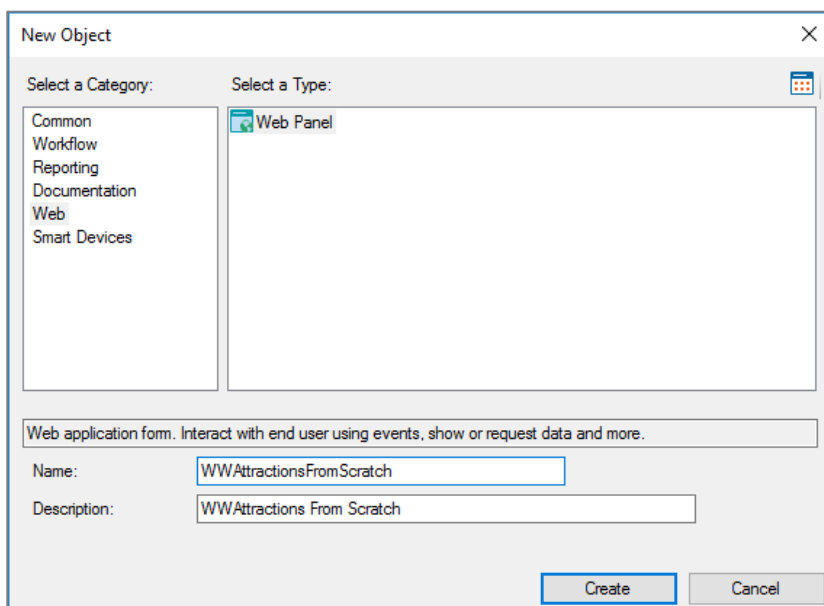 New Object
Select a Category:
Select a Type:
Common
Workflow
Reporting
Documentation
Web
Smart Devices
Web Panel
Web application form. Interact with end user using events, show or request data and more.
Name:
WWAttractionsFromScratch
Description:
WWAttractions From Scratch
Create
Cancel